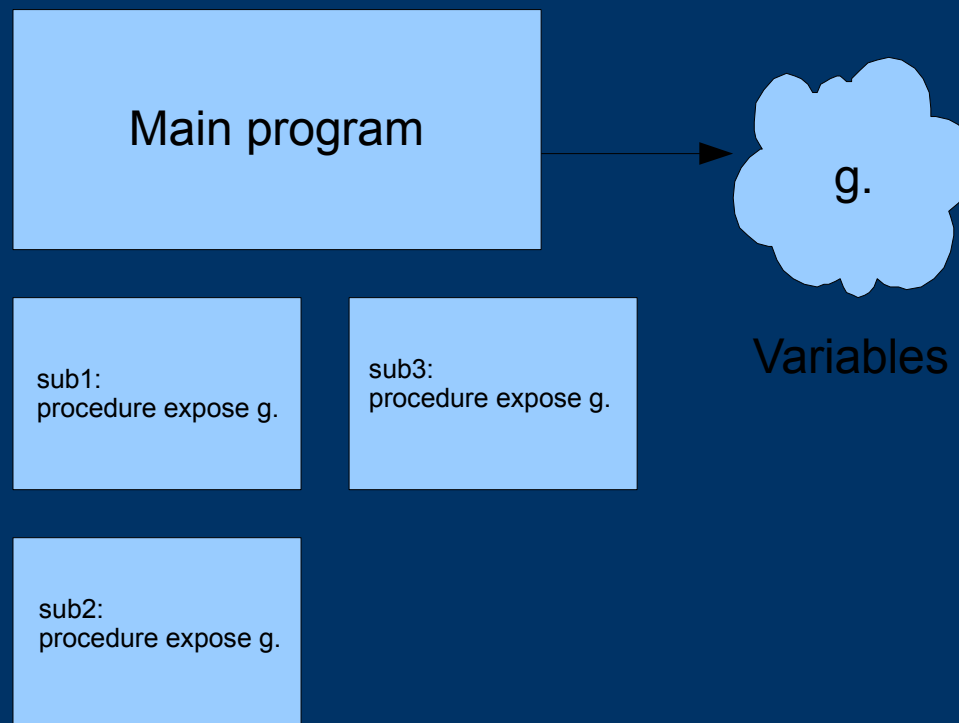 Main program
g.
Variables
sub1:
procedure expose g.
sub3:
procedure expose g.
sub2:
procedure expose g.